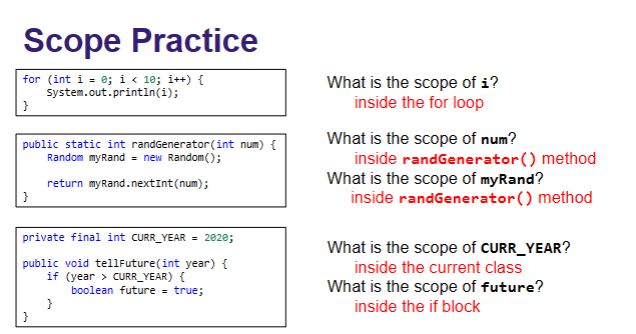 Scope Practice
for (int i = 0; i < 10; i++) {
    System.out.println(i);
}
What is the scope of i?
inside the for loop
public static int randGenerator(int num) {
    Random myRand = new Random();
    return myRand.nextInt(num);
}
What is the scope of num?
inside randGenerator() method
What is the scope of myRand?
inside randGenerator() method
private final int CURR_YEAR = 2020;
public void tellFuture(int year) {
    if (year > CURR_YEAR) {
        boolean future = true;
    }
}
What is the scope of CURR_YEAR?
inside the current class
What is the scope of future?
inside the if block